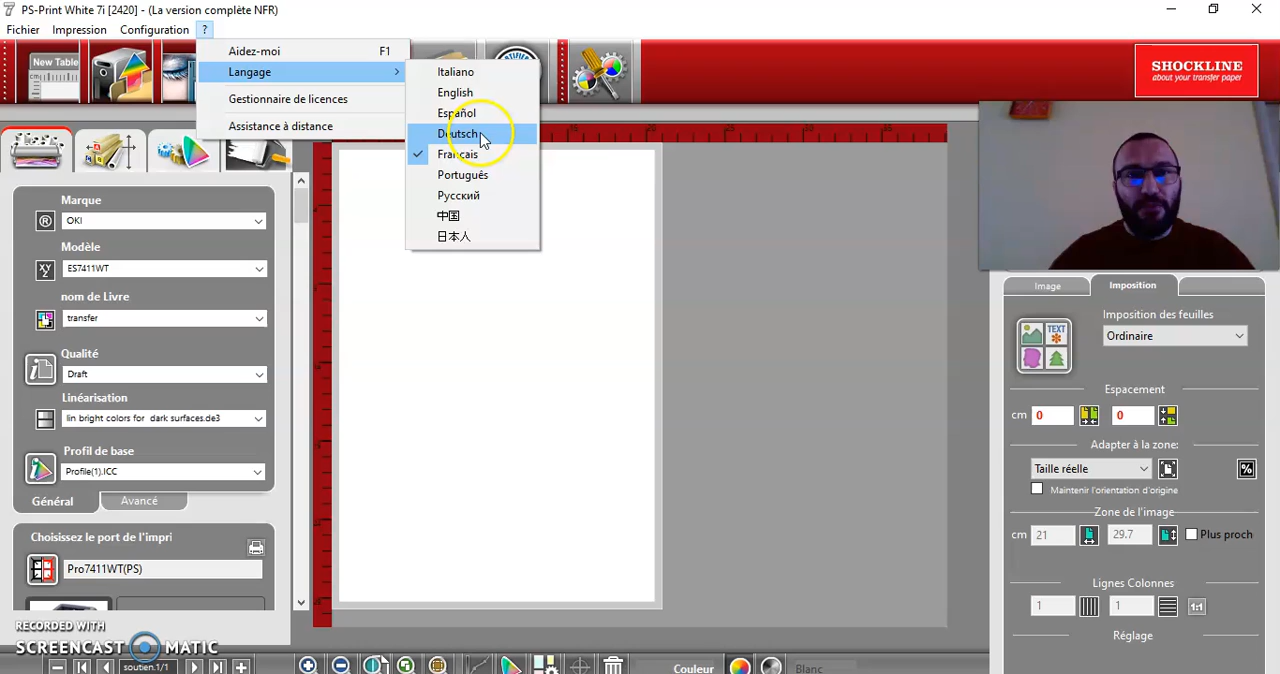 PS-Print White 7i [2420] - (La version complète NFR)
Fichier Impression Configuration ?
Aidez-moi F1
Langage
Gestionnaire de licences
Assistance à distance
Italiano
English
Español
Deutsch
Français
Português
Русский
中国
日本人
New Table
cm
SHOCKLINE
about your transfer paper
15
35
Marque
OKI
Modèle
ES7411WT
nom de Livre
transfer
Qualité
Draft
Linéarisation
lin bright colors for dark surfaces.de3
Profil de base
Profile(1).ICC
Général Avancé
Choisissez le port de l'impri
Pro7411WT(PS)
RECORDED WITH
SCREENCAST MATIC
soutien.1/1
Couleur Blanc
Image Imposition
Imposition des feuilles
TEXT
Ordinaire
Espacement
cm 0 0
Adapter à la zone:
Taille réelle
%
Maintenir l'orientation d'origine
Zone de l'image
cm 21 29.7 Plus proch
Lignes Colonnes
1 1 1:1
Réglage